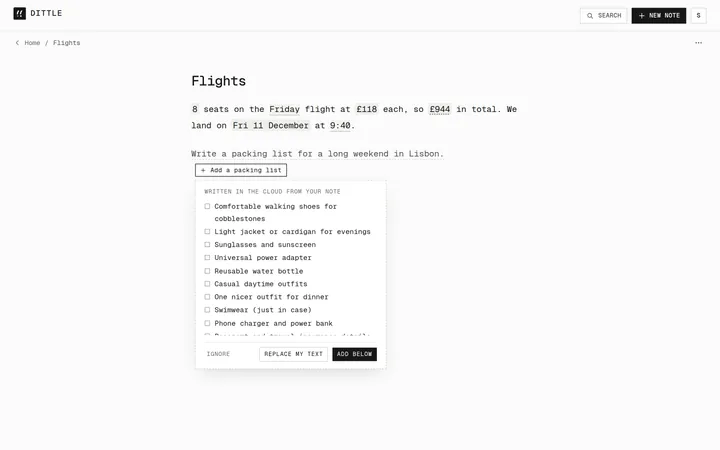 DITTLE
SEARCH
+ NEW NOTE
S
< Home / Flights
...
Flights
8 seats on the Friday flight at £118 each, so £944 in total. We
land on Fri 11 December at 9:40.
Write a packing list for a long weekend in Lisbon.
+ Add a packing list
WRITTEN IN THE CLOUD FROM YOUR NOTE
Comfortable walking shoes for
cobblestones
Light jacket or cardigan for evenings
Sunglasses and sunscreen
Universal power adapter
Reusable water bottle
Casual daytime outfits
One nicer outfit for dinner
Swimwear (just in case)
Phone charger and power bank
IGNORE
REPLACE MY TEXT
ADD BELOW